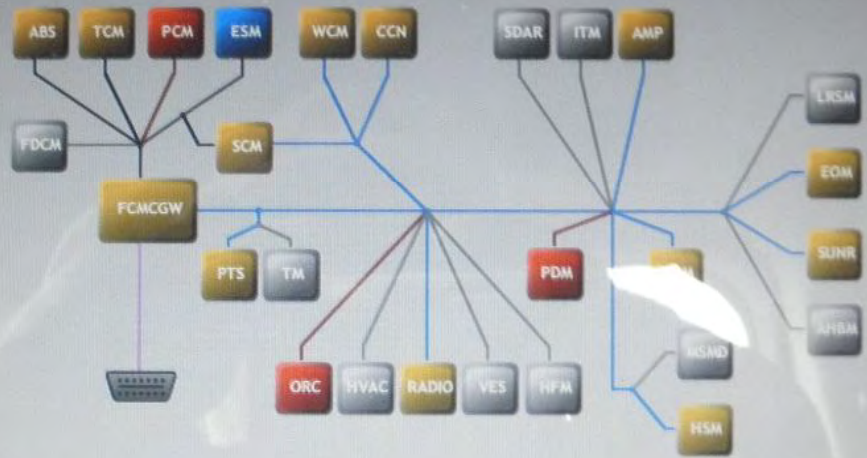 ABS
TCM
PCM
ESM
WCM
CCN
SDAR
ITM
AMP
LRSM
FDCM
SCM
EOM
FCMCGW
PTS
TM
PDM
SUNR
AHBM
MSMD
ORC
HVAC
RADIO
VES
HFM
HSM